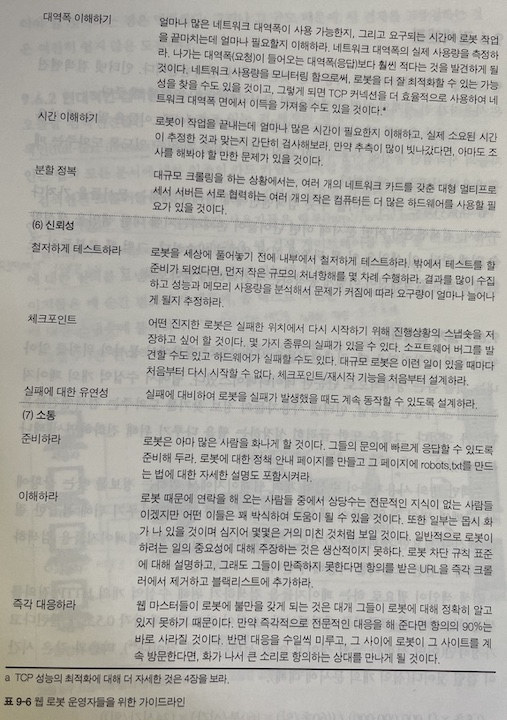 대역폭 이해하기
얼마나 많은 네트워크 대역폭이 사용 가능한지, 그리고 요구되는 시간에 로봇 작업
을 끝마치는데 얼마나 필요할지 이해하라. 네트워크 대역폭의 실제 사용량을 측정하
라. 나가는 대역폭(요청)이 들어오는 대역폭(응답)보다 훨씬 적다는 것을 발견하게 될
것이다. 네트워크 사용량을 모니터링 함으로써, 로봇을 더 잘 최적화할 수 있는 가능
성을 찾을 수도 있을 것이고, 그렇게 되면 TCP 커넥션을 더 효율적으로 사용하여 네
트워크 대역폭 면에서 이득을 가져올 수도 있을 것이다.ª
시간 이해하기
로봇이 작업을 끝내는데 얼마나 많은 시간이 필요한지 이해하고, 실제 소요된 시간
이 추정한 것과 맞는지 간단히 검사해보라. 만약 추측이 많이 빗나갔다면, 아마도 조
사를 해봐야 할 만한 문제가 있을 것이다.
분할 정복
대규모 크롤링을 하는 상황에서는, 여러 개의 네트워크 카드를 갖춘 대형 멀티프로
세서 서버든 서로 협력하는 여러 개의 작은 컴퓨터든 더 많은 하드웨어를 사용할 필
요가 있을 것이다.
(6) 신뢰성
철저하게 테스트하라
로봇을 세상에 풀어놓기 전에 내부에서 철저하게 테스트하라. 밖에서 테스트를 할
준비가 되었다면, 먼저 작은 규모의 처녀항해를 몇 차례 수행하라. 결과를 많이 수집
하고 성능과 메모리 사용량을 분석해서 문제가 커짐에 따라 요구량이 얼마나 늘어나
게 될지 추정하라.
체크포인트
어떤 진지한 로봇은 실패한 위치에서 다시 시작하기 위해 진행상황의 스냅숏을 저
장하고 싶어 할 것이다. 몇 가지 종류의 실패가 있을 수 있다. 소프트웨어 버그를 발
견할 수도 있고 하드웨어가 실패할 수도 있다. 대규모 로봇은 이런 일이 있을 때마다
처음부터 다시 시작할 수 없다. 체크포인트/재시작 기능을 처음부터 설계하라.
실패에 대한 유연성
실패에 대비하여 로봇을 실패가 발생했을 때도 계속 동작할 수 있도록 설계하라.
(7) 소통
준비하라
로봇은 아마 많은 사람을 화나게 할 것이다. 그들의 문의에 빠르게 응답할 수 있도록
준비해 두라. 로봇에 대한 정책 안내 페이지를 만들고 그 페이지에 robots.txt를 만드
는 법에 대한 자세한 설명도 포함시켜라.
이해하라
로봇 때문에 연락을 해 오는 사람들 중에서 상당수는 전문적인 지식이 없는 사람들
이겠지만 어떤 이들은 꽤 박식하여 도움이 될 수 있을 것이다. 또한 일부는 몹시 화
가 나 있을 것이며 심지어 몇몇은 거의 미친 것처럼 보일 것이다. 일반적으로 로봇이
하려는 일의 중요성에 대해 주장하는 것은 생산적이지 못하다. 로봇 차단 규칙 표준
에 대해 설명하고, 그래도 그들이 만족하지 못한다면 항의를 받은 URL을 즉각 크롤
러에서 제거하고 블랙리스트에 추가하라.
즉각 대응하라
웹 마스터들이 로봇에 불만을 갖게 되는 것은 대개 그들이 로봇에 대해 정확히 알고
있지 못하기 때문이다. 만약 즉각적으로 전문적인 대응을 해 준다면 항의의 90%는
바로 사라질 것이다. 반면 대응을 수일씩 미루고, 그 사이에 로봇이 그 사이트를 계
속 방문한다면, 화가 나서 큰 소리로 항의하는 상대를 만나게 될 것이다.
a TCP 성능의 최적화에 대해 더 자세한 것은 4장을 보라.
표 9-6 웹 로봇 운영자들을 위한 가이드라인